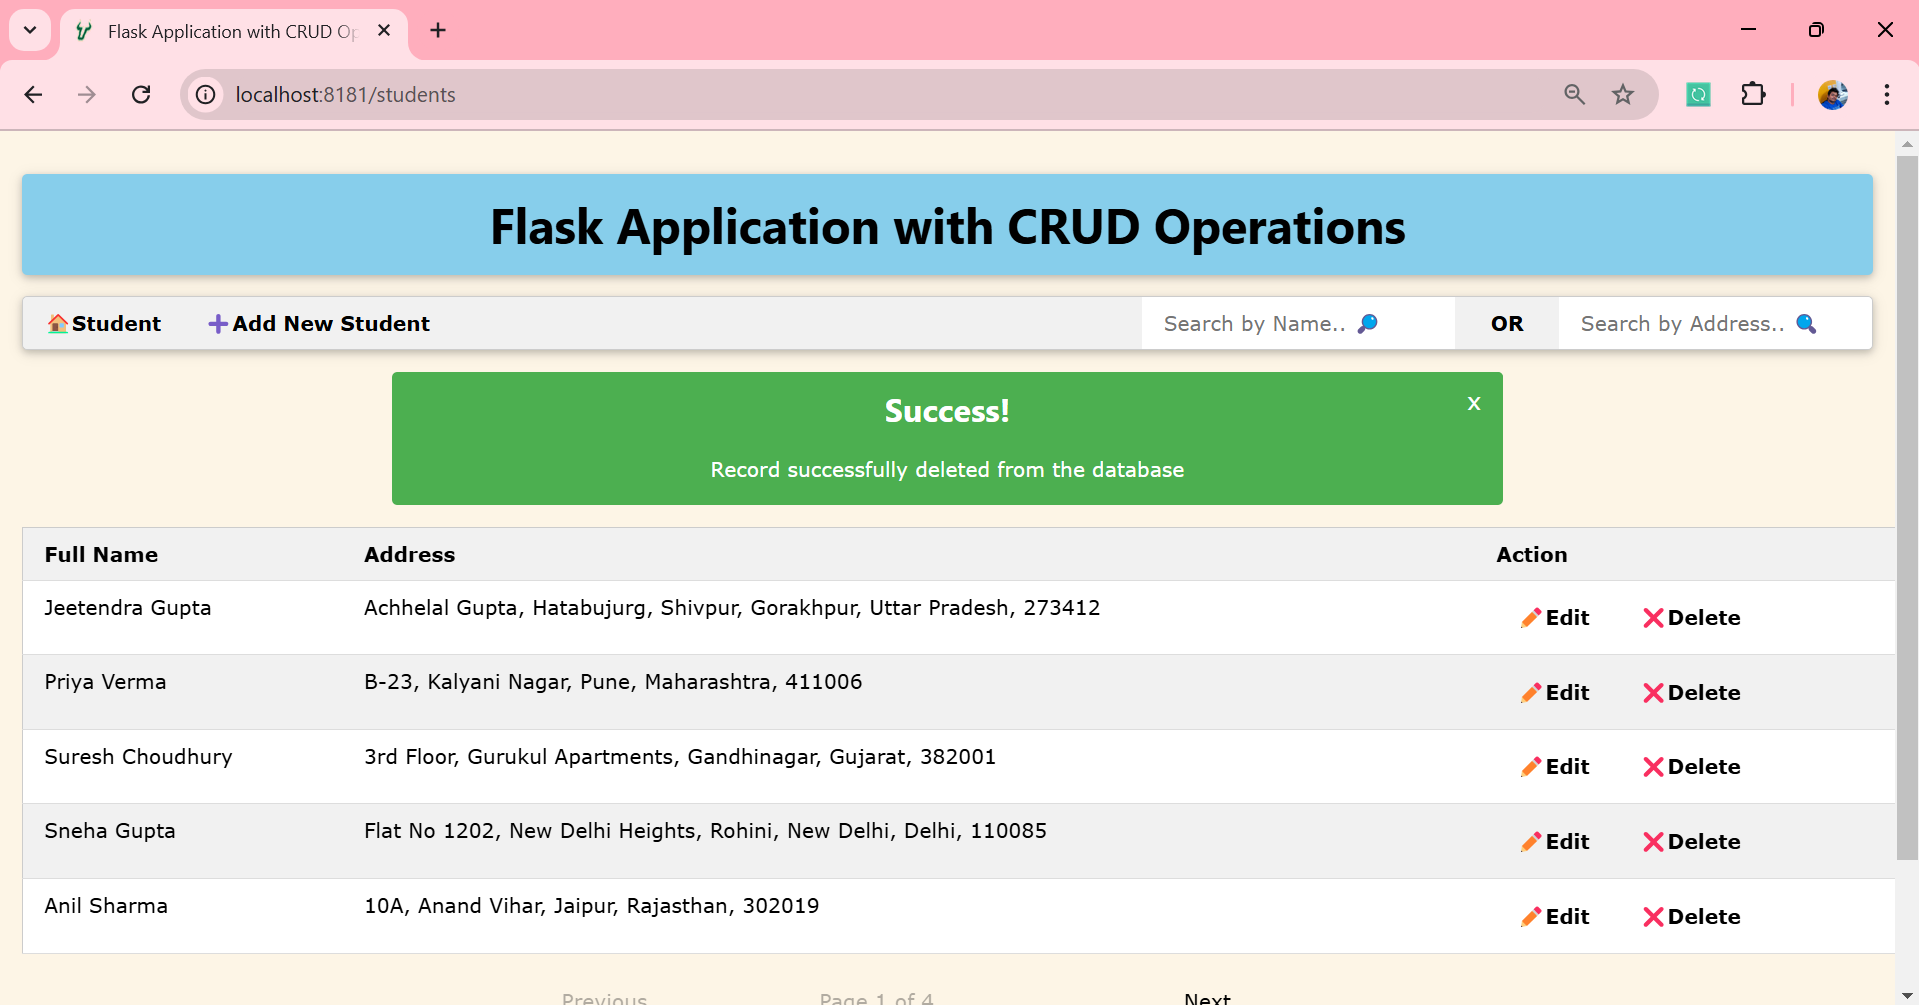 Flask Application with CRUD Op
localhost:8181/students
Flask Application with CRUD Operations
Student Add New Student Search by Name.. OR Search by Address..
Success! x
Record successfully deleted from the database
Full Name Address Action
Jeetendra Gupta Achhelal Gupta, Hatabujurg, Shivpur, Gorakhpur, Uttar Pradesh, 273412 Edit Delete
Priya Verma B-23, Kalyani Nagar, Pune, Maharashtra, 411006 Edit Delete
Suresh Choudhury 3rd Floor, Gurukul Apartments, Gandhinagar, Gujarat, 382001 Edit Delete
Sneha Gupta Flat No 1202, New Delhi Heights, Rohini, New Delhi, Delhi, 110085 Edit Delete
Anil Sharma 10A, Anand Vihar, Jaipur, Rajasthan, 302019 Edit Delete
Previous Page 1 of 4 Next